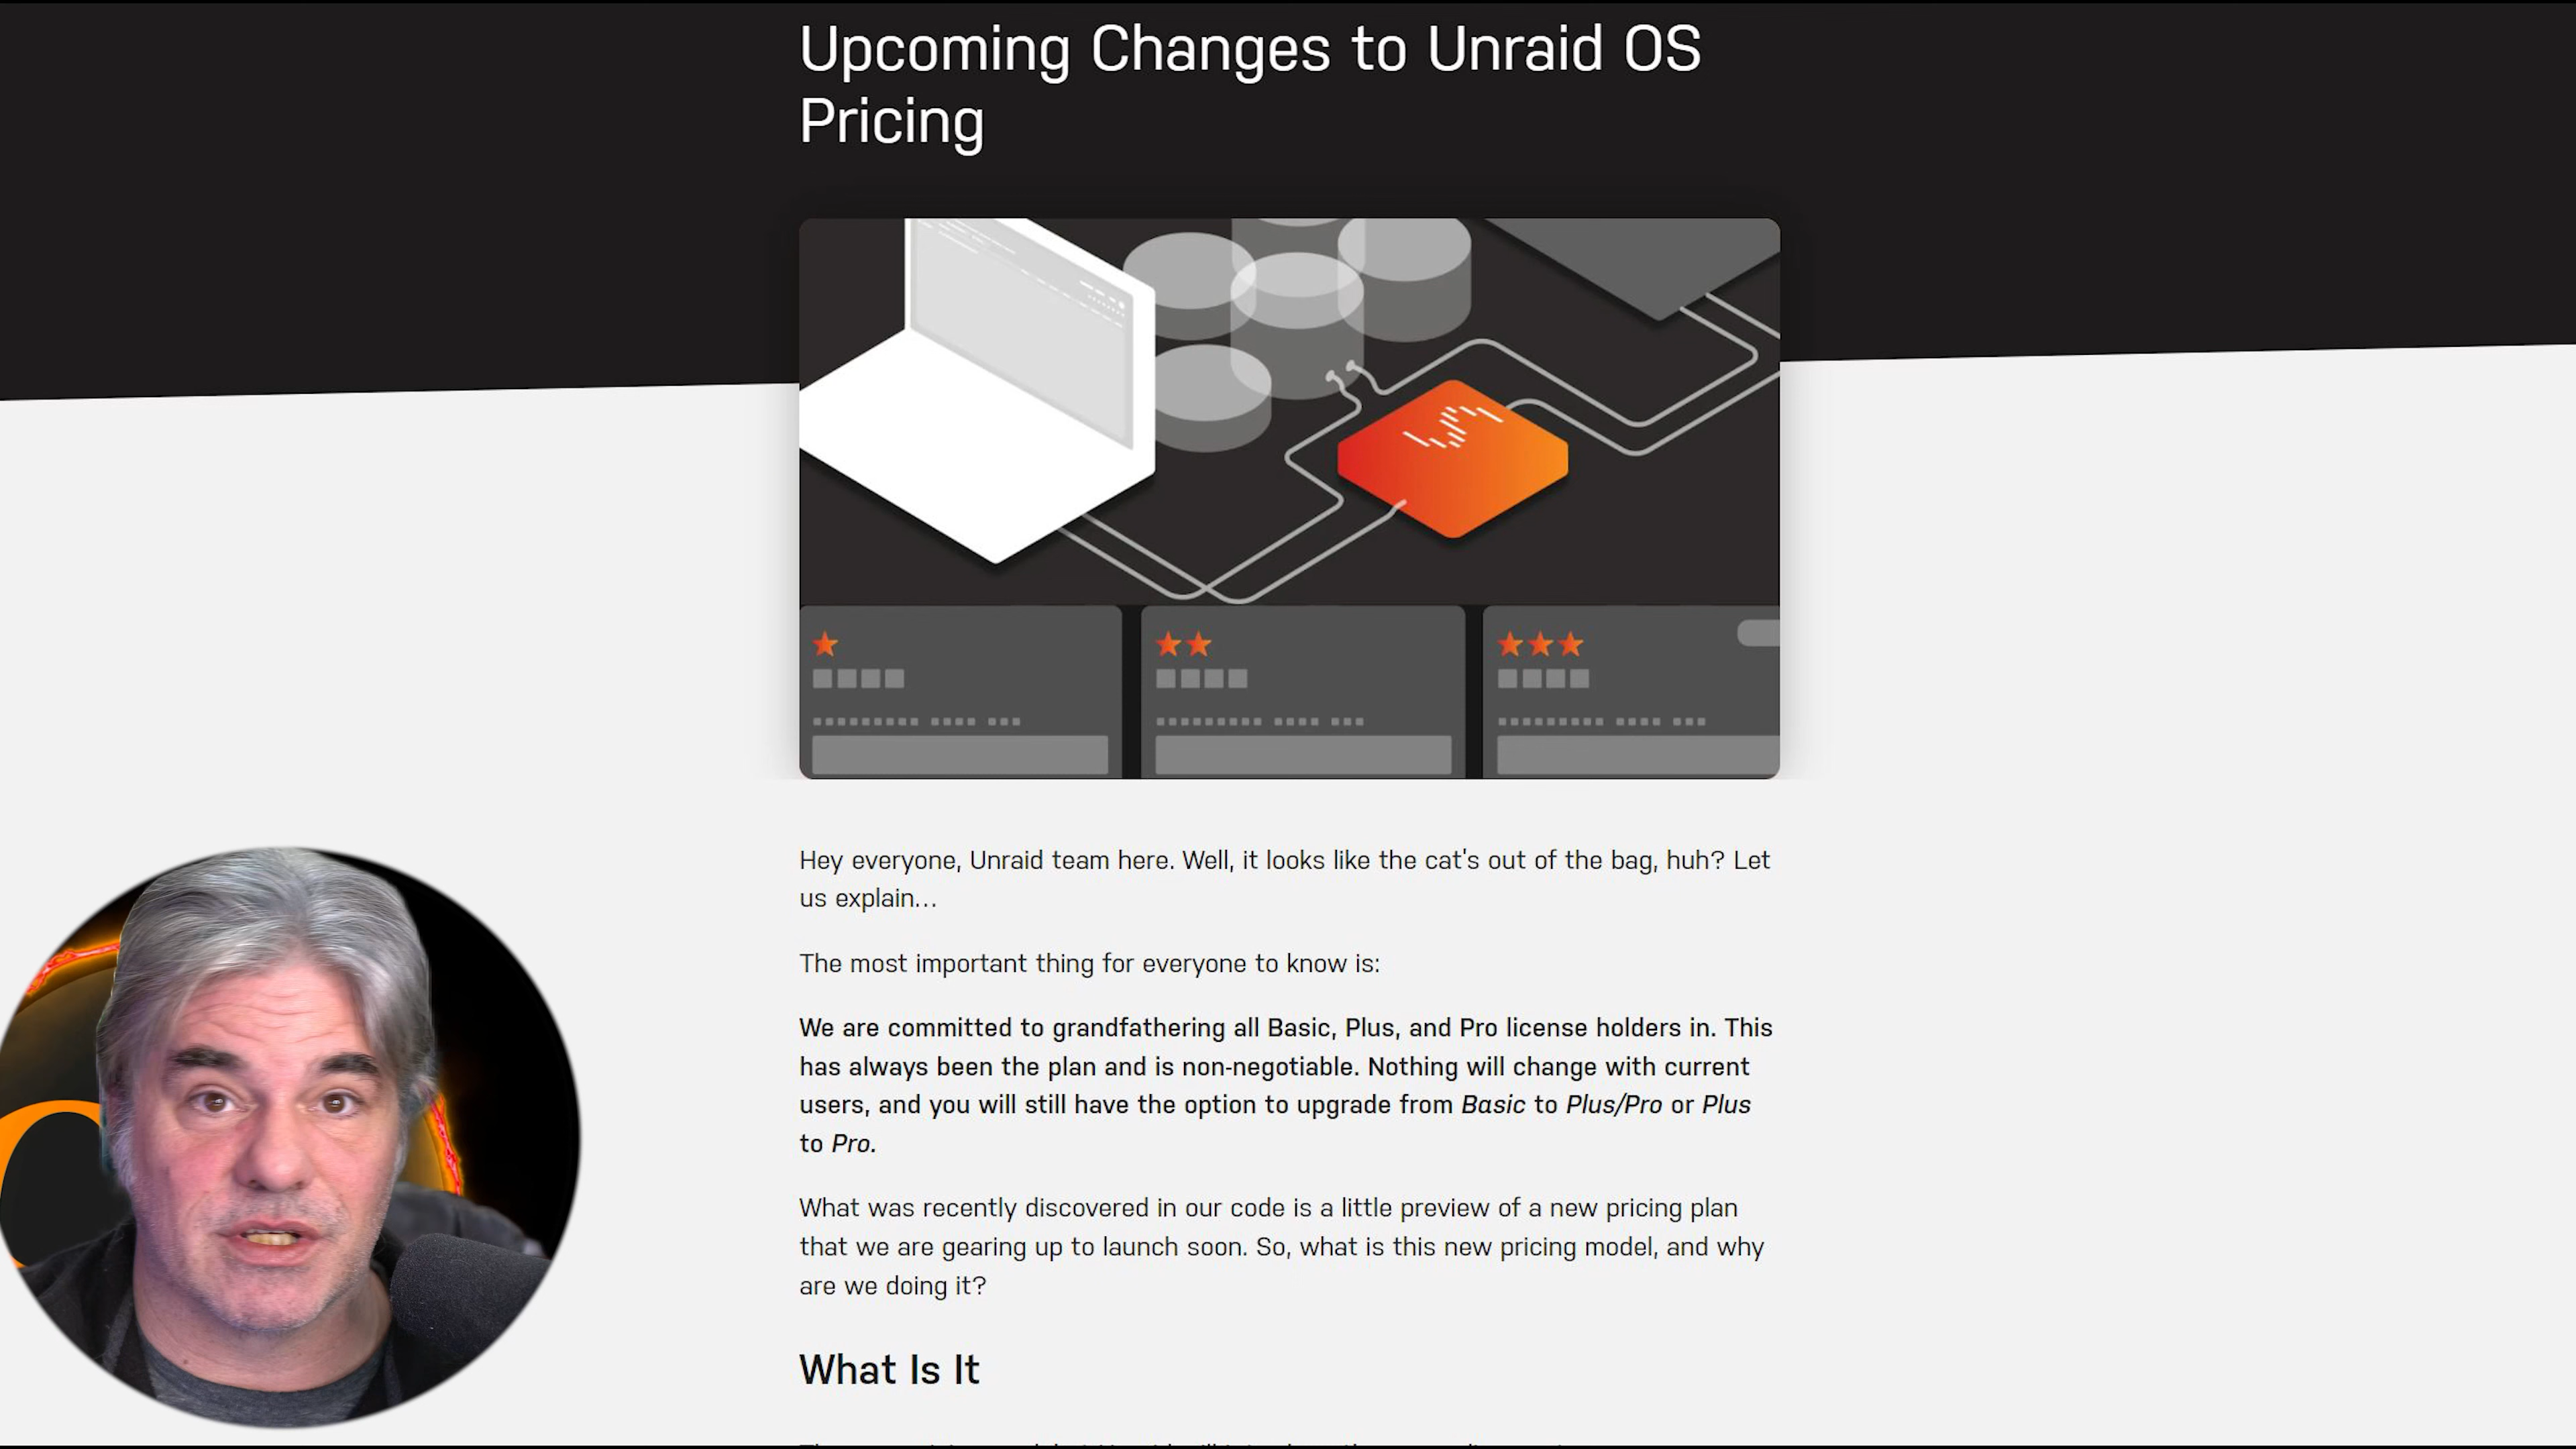 Upcoming Changes to Unraid OS
Pricing
Hey everyone, Unraid team here. Well, it looks like the cat's out of the bag, huh? Let
us explain…
The most important thing for everyone to know is:
We are committed to grandfathering all Basic, Plus, and Pro license holders in. This
has always been the plan and is non-negotiable. Nothing will change with current
users, and you will still have the option to upgrade from Basic to Plus/Pro or Plus
to Pro.
What was recently discovered in our code is a little preview of a new pricing plan
that we are gearing up to launch soon. So, what is this new pricing model, and why
are we doing it?
What Is It